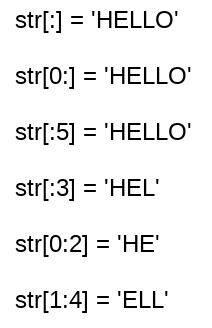 str[:] = 'HELLO'
str[0:] = 'HELLO'
str[:5] = 'HELLO'
str[:3] = 'HEL'
str[0:2] = 'HE'
str[1:4] = 'ELL'